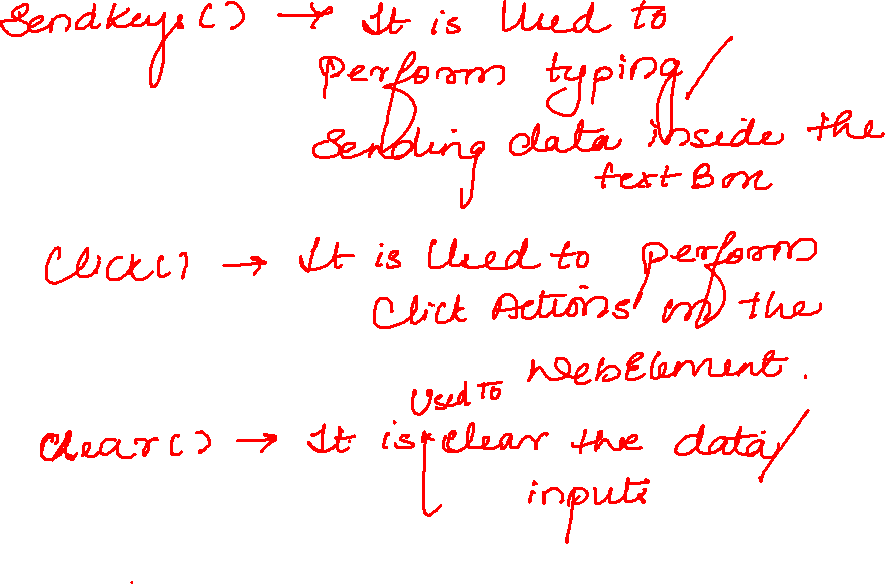 Sendkeys() → It is Used to
perform typing/
Sending data inside the
text Box
Click() → It is Used to perform
Click Actions on the
WebElement.
Used To
Clear() → It is clear the data/
inputs